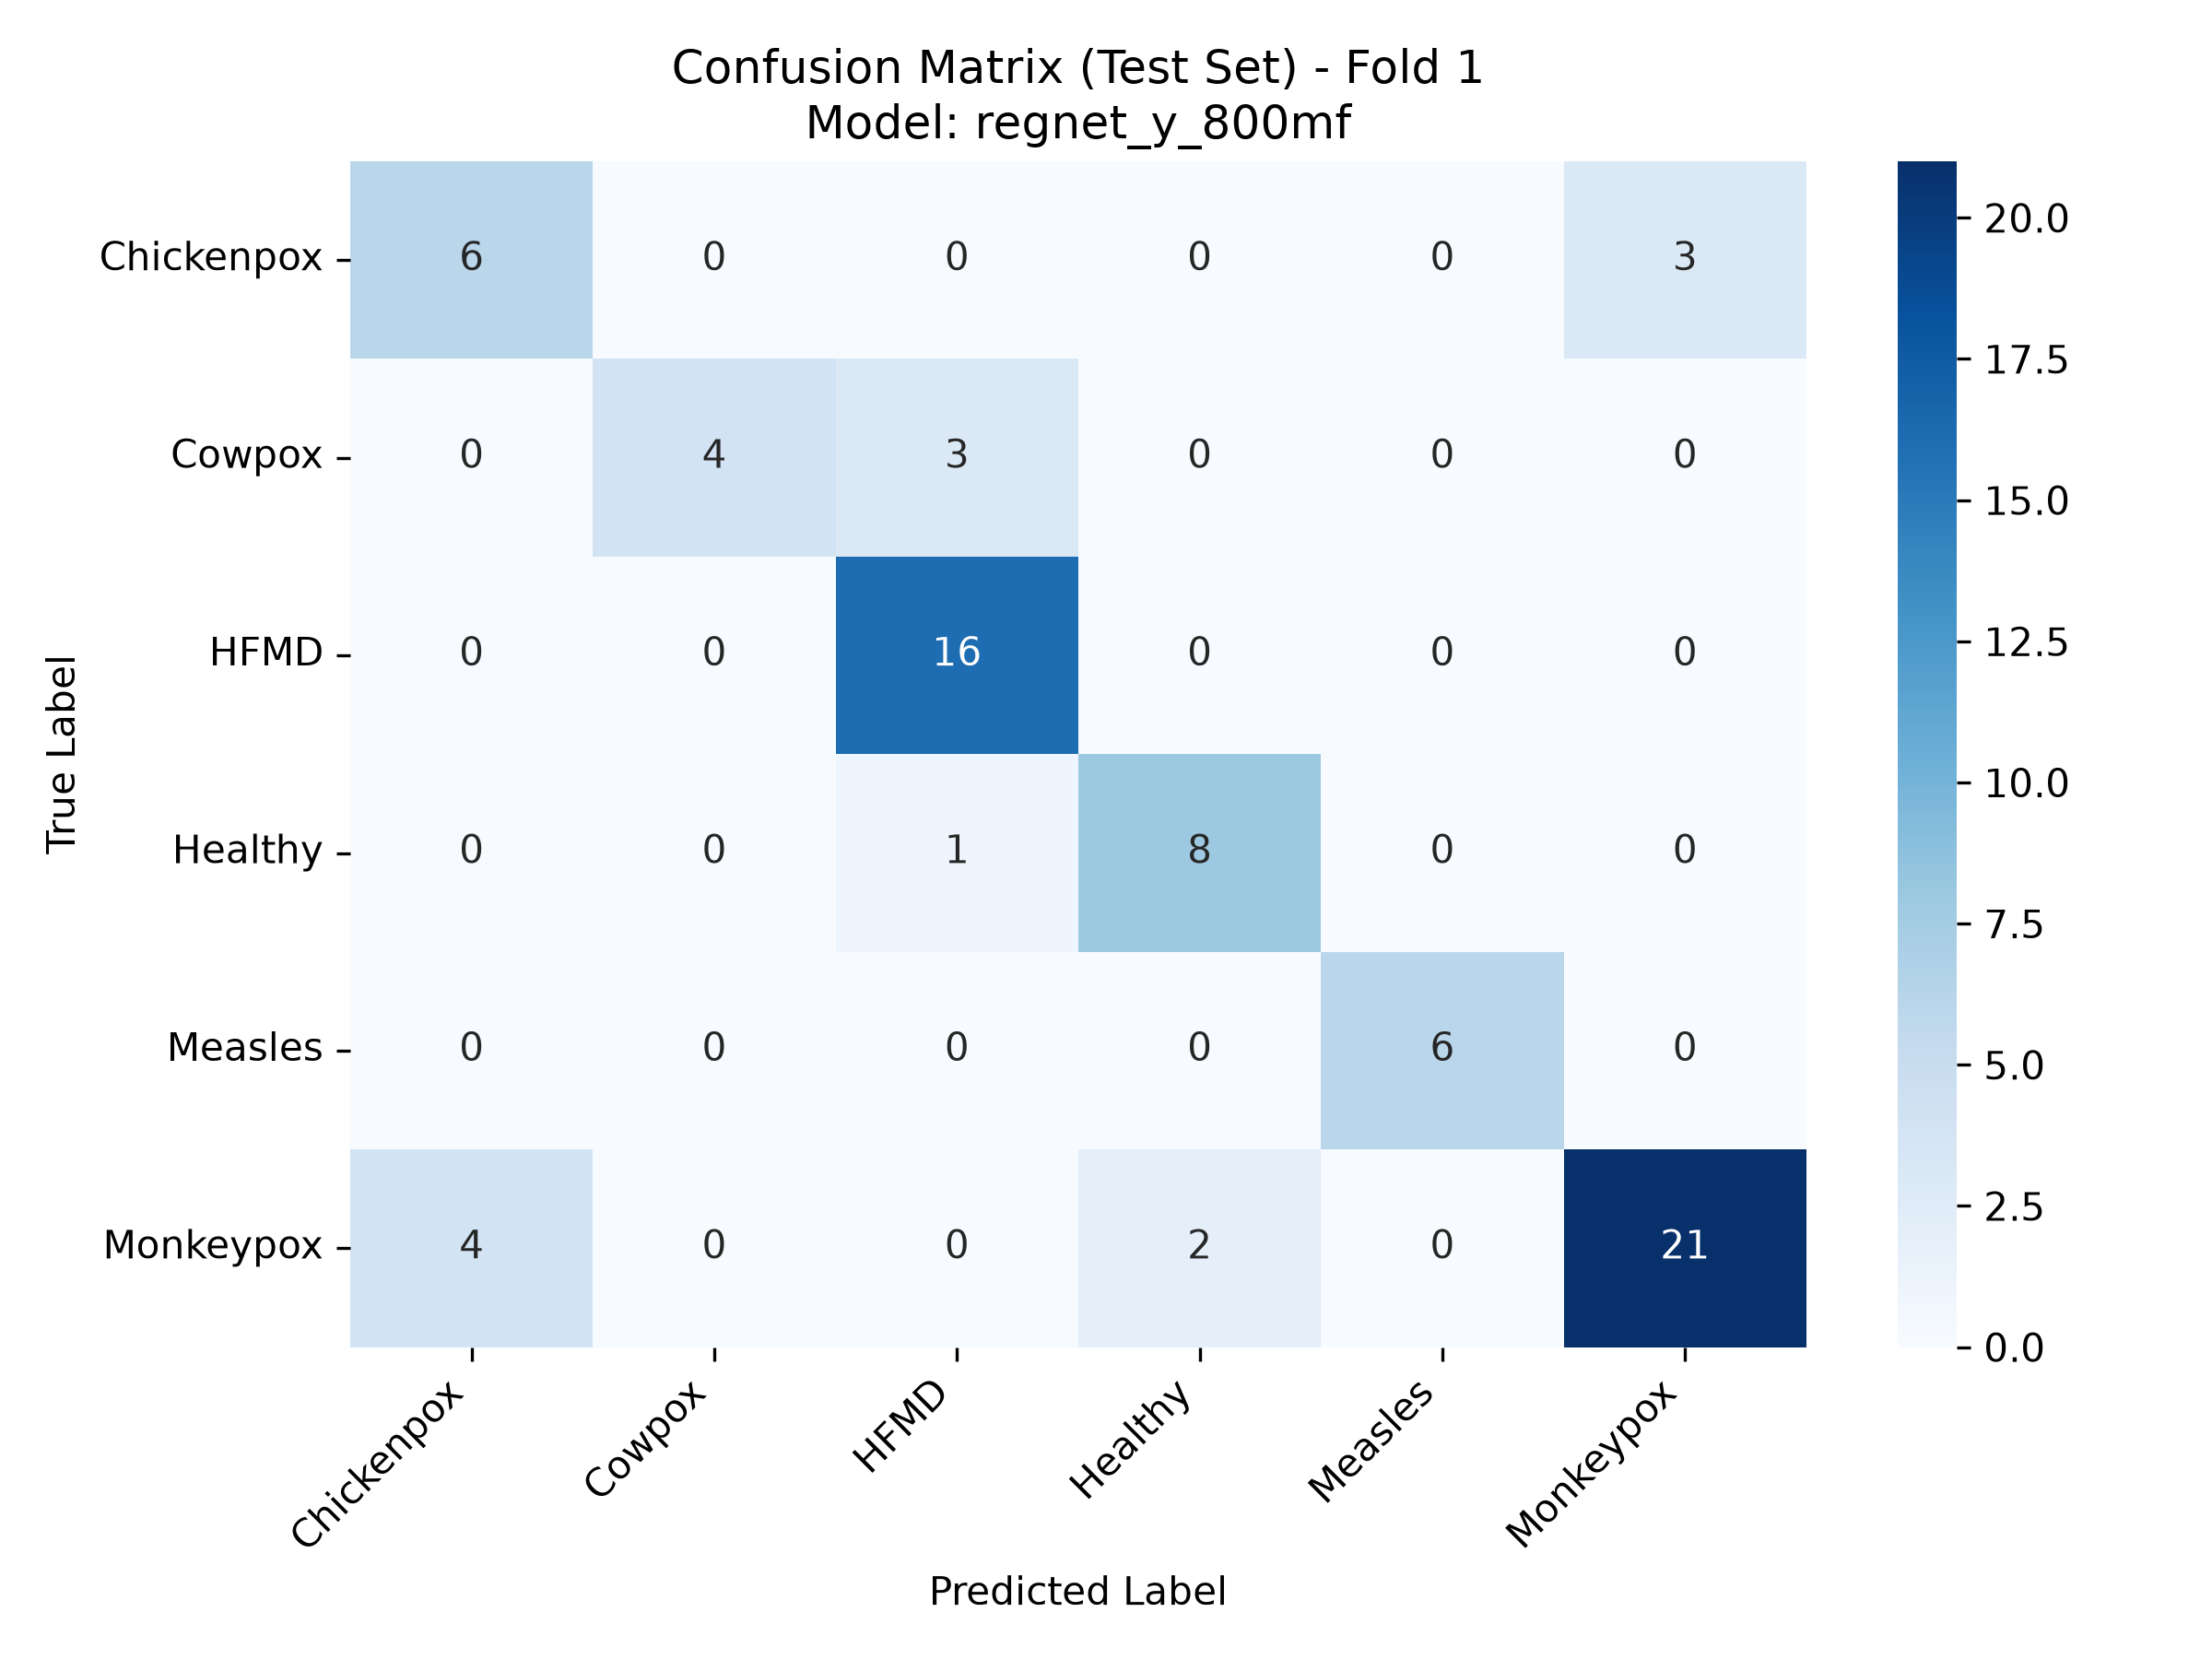 Confusion Matrix (Test Set) - Fold 1
Model: regnet_y_800mf
True Label
Chickenpox 6 0 0 0 0 3
Cowpox 0 4 3 0 0 0
HFMD 0 0 16 0 0 0
Healthy 0 0 1 8 0 0
Measles 0 0 0 0 6 0
Monkeypox 4 0 0 2 0 21
Chickenpox Cowpox HFMD Healthy Measles Monkeypox
Predicted Label
20.0
17.5
15.0
12.5
10.0
7.5
5.0
2.5
0.0